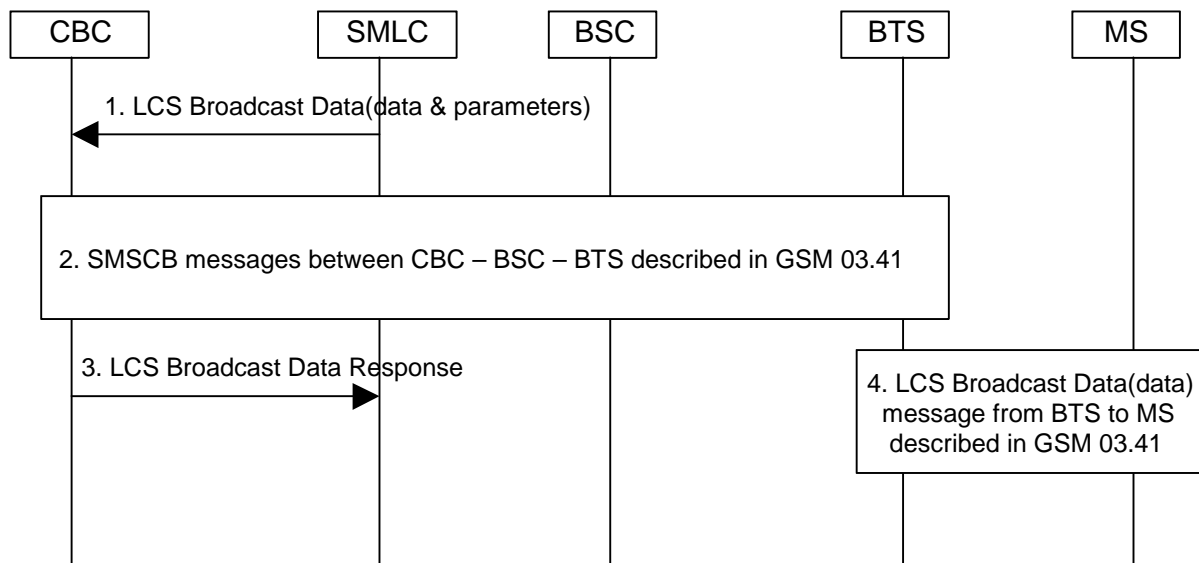 CBC
SMLC
BSC
BTS
MS
1. LCS Broadcast Data(data & parameters)
2. SMSCB messages between CBC – BSC – BTS described in GSM 03.41
3. LCS Broadcast Data Response
4. LCS Broadcast Data(data)
message from BTS to MS
described in GSM 03.41